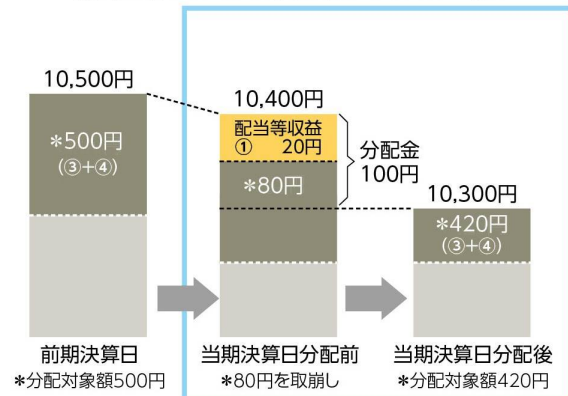 10,500円
*500円
(③+④)
10,400円
配当等収益
① 20円
*80円
分配金
100円
10,300円
*420円
(③+④)
前期決算日
*分配対象額500円
当期決算日分配前
*80円を取崩し
当期決算日分配後
*分配対象額420円